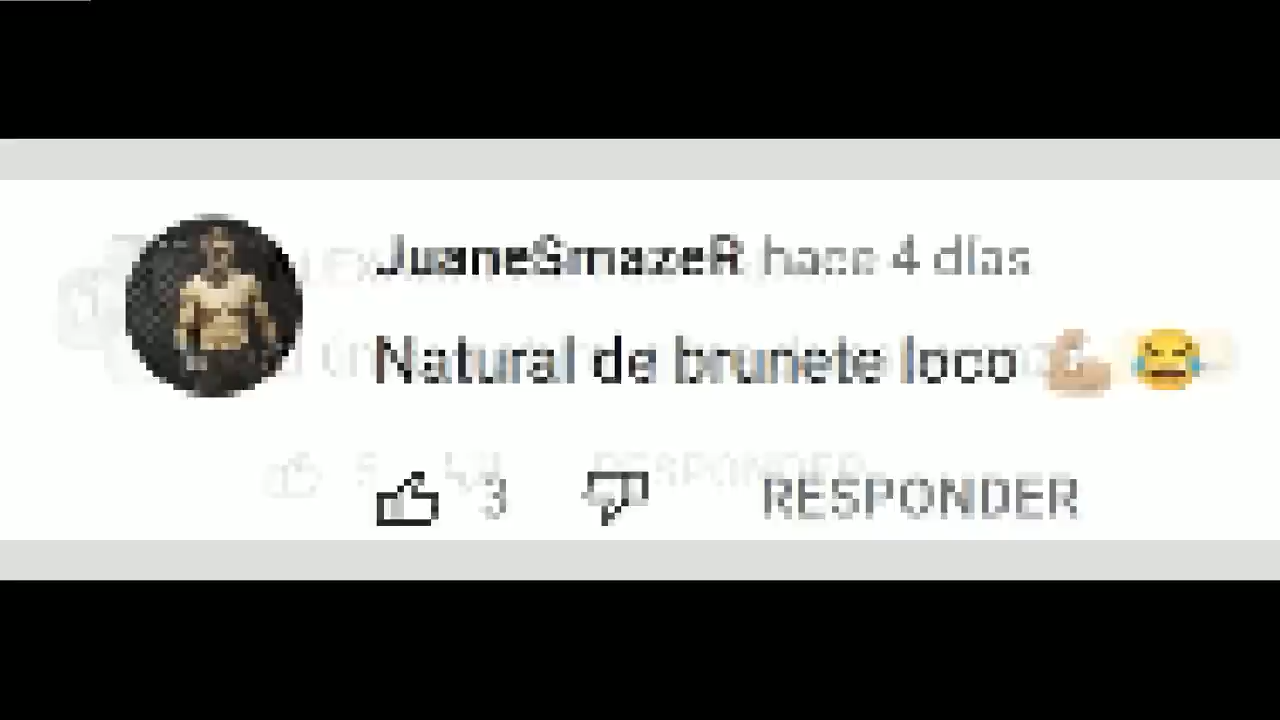 JuaneSmazeR hace 4 días
Natural de brunete loco 💪🏼😂
3 RESPONDER